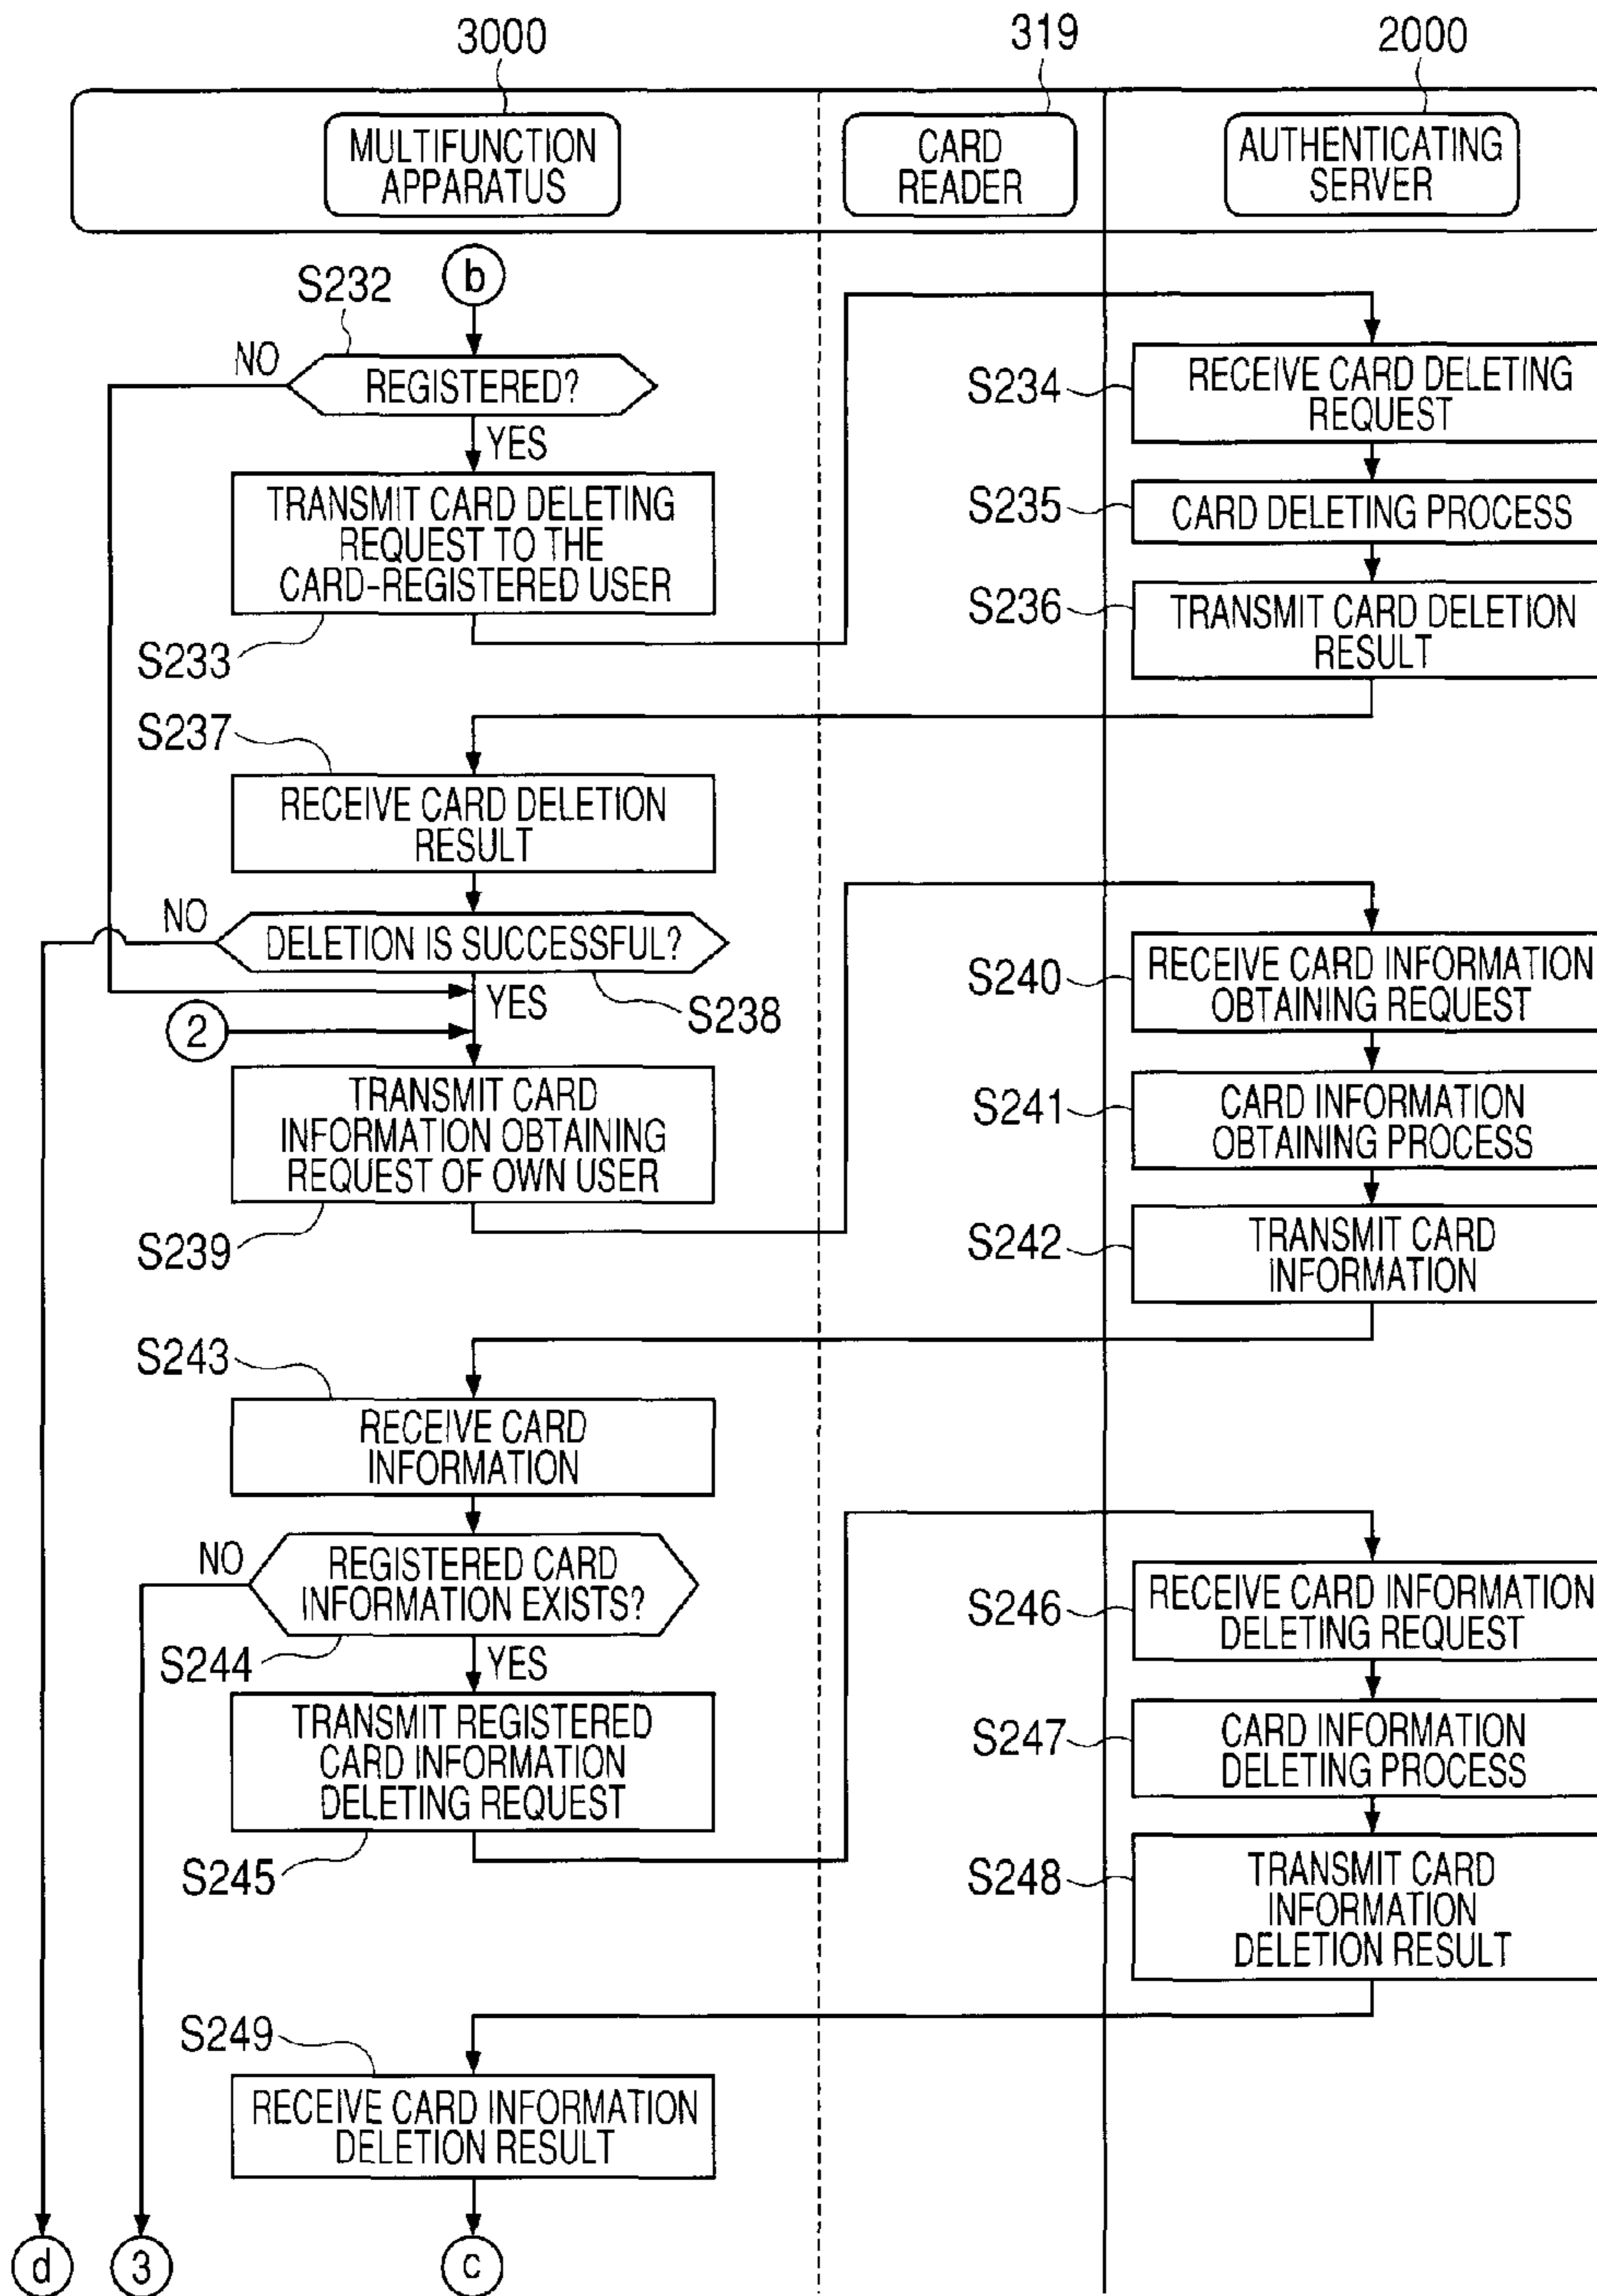 3000
319
2000
MULTIFUNCTION
APPARATUS
CARD
READER
AUTHENTICATING
SERVER
b
S232
NO
REGISTERED?
YES
TRANSMIT CARD DELETING
REQUEST TO THE
CARD-REGISTERED USER
S233
S234
RECEIVE CARD DELETING
REQUEST
S235
CARD DELETING PROCESS
S236
TRANSMIT CARD DELETION
RESULT
S237
RECEIVE CARD DELETION
RESULT
NO
DELETION IS SUCCESSFUL?
YES
S238
2
TRANSMIT CARD
INFORMATION OBTAINING
REQUEST OF OWN USER
S239
S240
RECEIVE CARD INFORMATION
OBTAINING REQUEST
S241
CARD INFORMATION
OBTAINING PROCESS
S242
TRANSMIT CARD
INFORMATION
S243
RECEIVE CARD
INFORMATION
NO
REGISTERED CARD
INFORMATION EXISTS?
S244
YES
TRANSMIT REGISTERED
CARD INFORMATION
DELETING REQUEST
S245
S246
RECEIVE CARD INFORMATION
DELETING REQUEST
S247
CARD INFORMATION
DELETING PROCESS
S248
TRANSMIT CARD
INFORMATION
DELETION RESULT
S249
RECEIVE CARD INFORMATION
DELETION RESULT
d
3
c